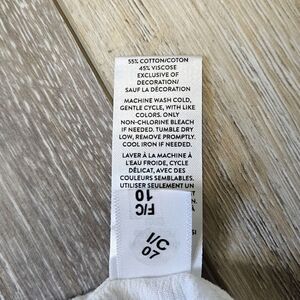 55% COTTON/COTON
45% VISCOSE
EXCLUSIVE OF
DECORATION/
SAUF LA DÉCORATION
MACHINE WASH COLD,
GENTLE CYCLE, WITH LIKE
COLORS. ONLY
NON-CHLORINE BLEACH
IF NEEDED. TUMBLE DRY
LOW, REMOVE PROMPTLY.
COOL IRON IF NEEDED.
LAVER À LA MACHINE À
L'EAU FROIDE, CYCLE
DÉLICAT, AVEC DES
COULEURS SEMBLABLES.
UTILISER SEULEMENT UN
F/C
10
I/C
07